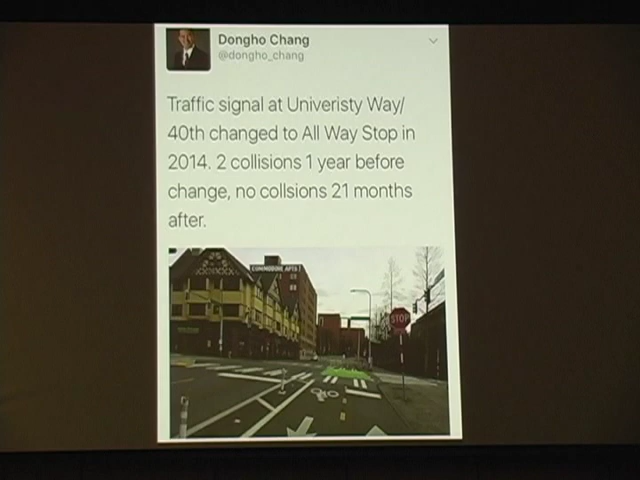 Dongho Chang
@dongho_chang
Traffic signal at Univeristy Way/
40th changed to All Way Stop in
2014. 2 collisions 1 year before
change, no collsions 21 months
after.
COMMODORE APTS
STOP